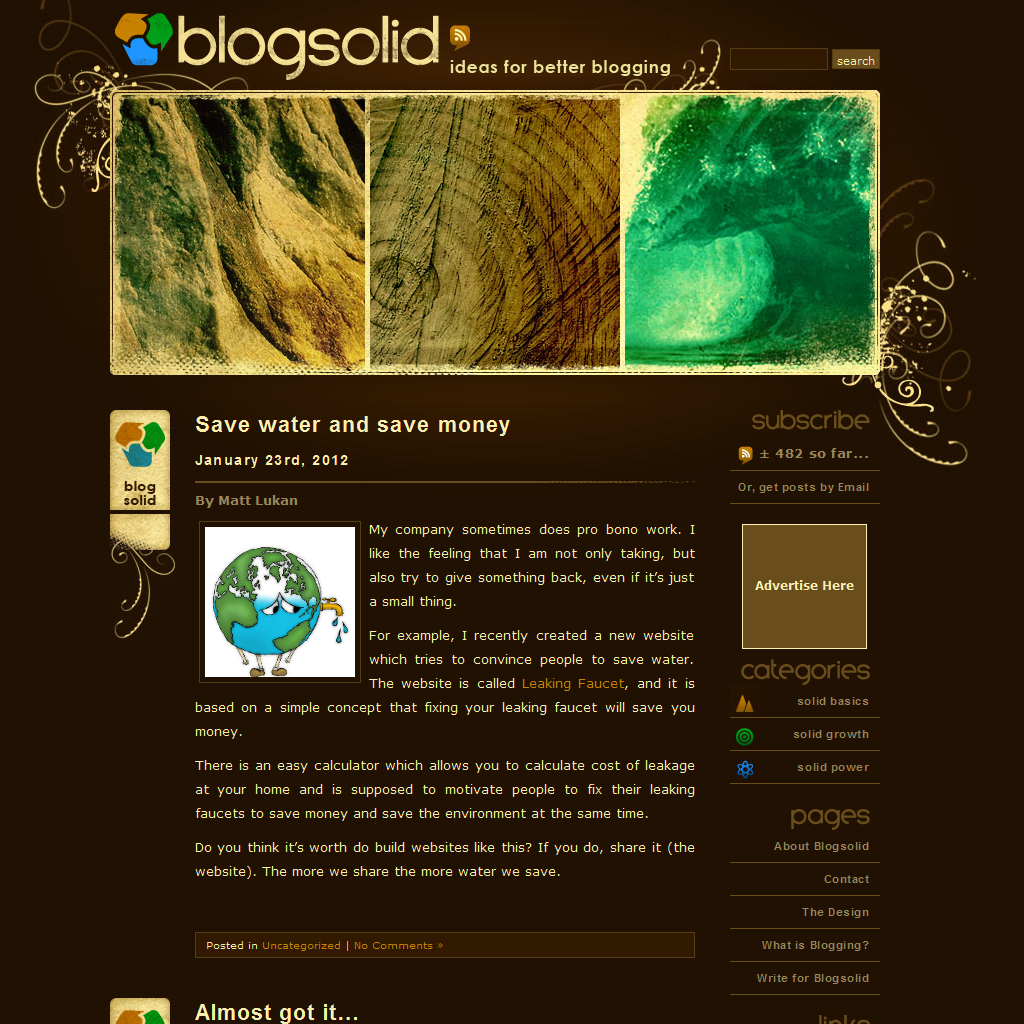 blogsolid
ideas for better blogging
search
blog
solid
Save water and save money
January 23rd, 2012
By Matt Lukan
My company sometimes does pro bono work. I
like the feeling that I am not only taking, but
also try to give something back, even if it’s just
a small thing.
For example, I recently created a new website
which tries to convince people to save water.
The website is called Leaking Faucet, and it is
based on a simple concept that fixing your leaking faucet will save you
money.
There is an easy calculator which allows you to calculate cost of leakage
at your home and is supposed to motivate people to fix their leaking
faucets to save money and save the environment at the same time.
Do you think it’s worth do build websites like this? If you do, share it (the
website). The more we share the more water we save.
Posted in Uncategorized | No Comments »
Almost got it…
subscribe
± 482 so far...
Or, get posts by Email
Advertise Here
categories
solid basics
solid growth
solid power
pages
About Blogsolid
Contact
The Design
What is Blogging?
Write for Blogsolid
links